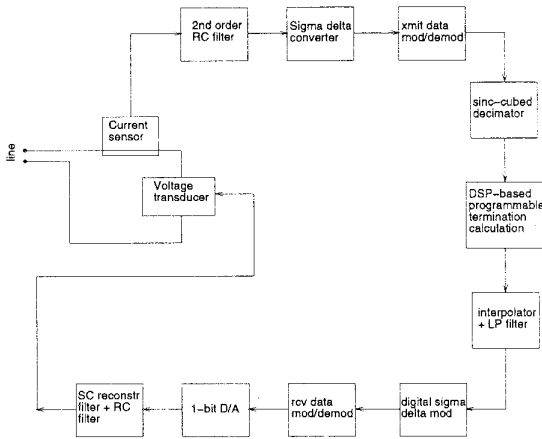 2nd order
RC filter
Sigma delta
converter
xmit data
mod/demod
sinc-cubed
decimator
Current
sensor
line
Voltage
transducer
DSP-based
programmable
termination
calculation
interpolator
+ LP filter
SC reconstr
filter + RC
filter
1-bit D/A
rcv data
mod/demod
digital sigma
delta mod